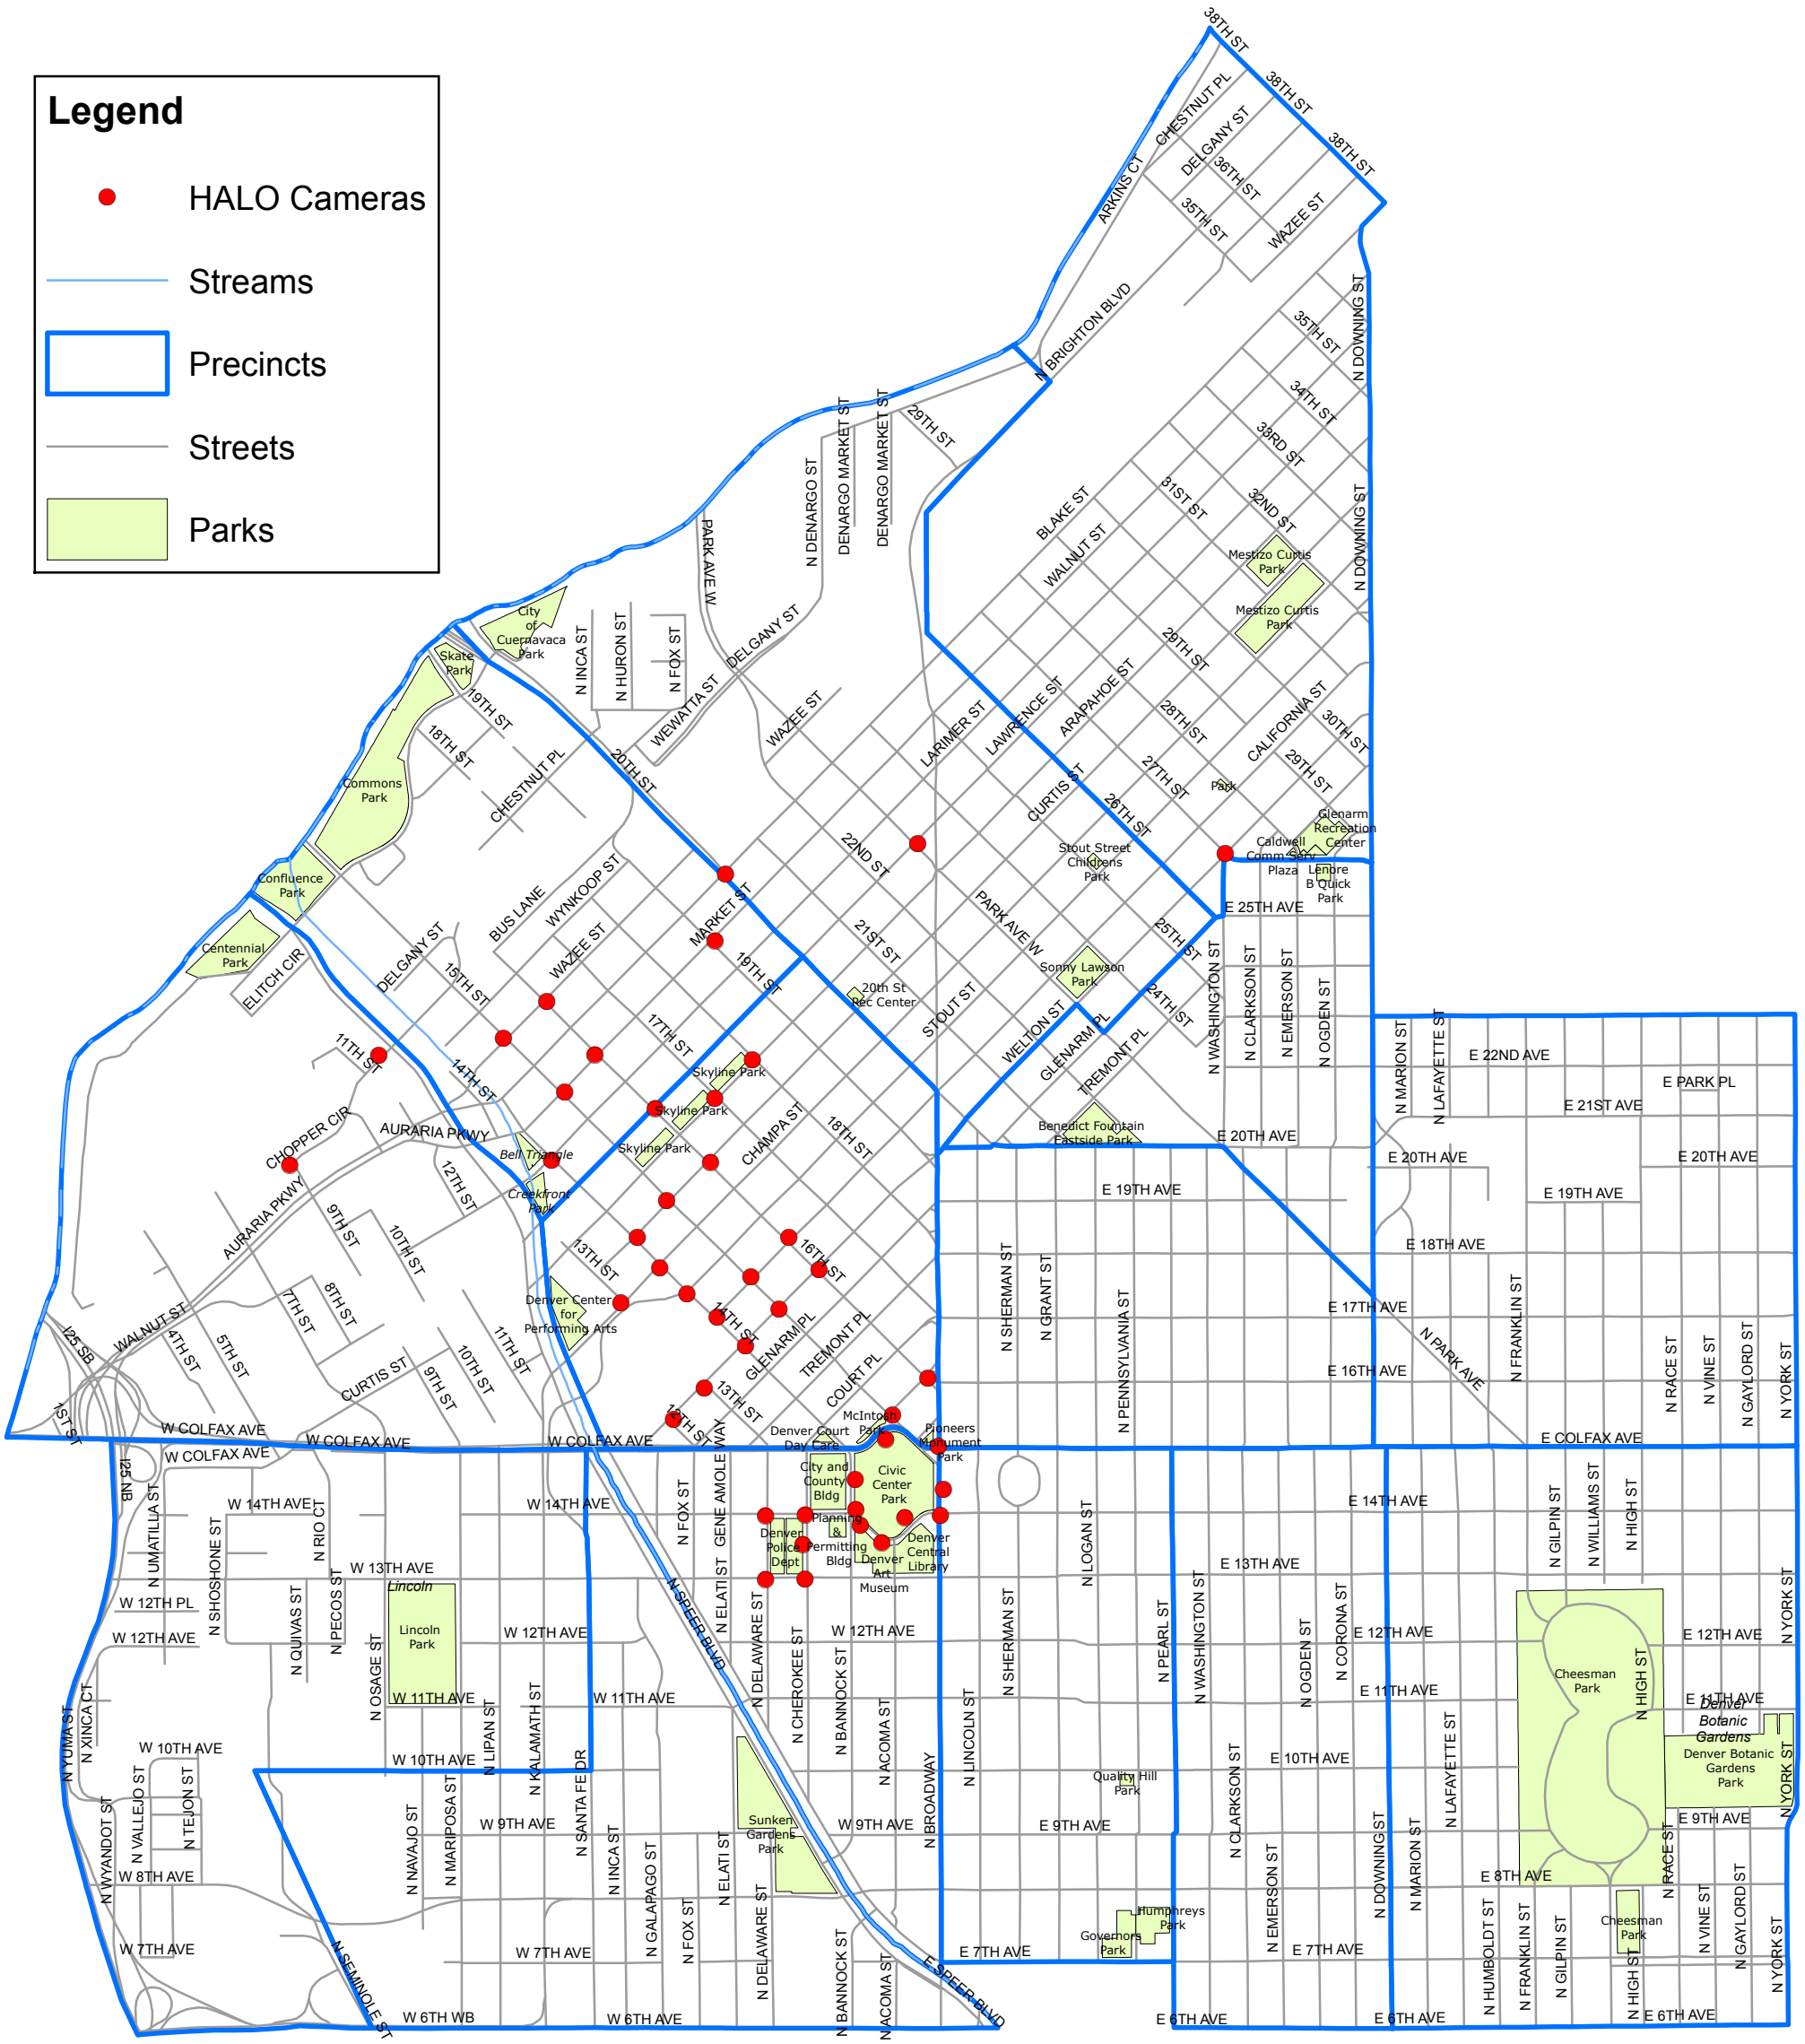 Legend
HALO Cameras
Streams
Precincts
Streets
Parks
38TH ST
38TH ST
38TH ST
CHESTNUT PL
DELGANY ST
36TH ST
35TH ST
WAZEE ST
ARKINS CT
N BRIGHTON BLVD
N DOWNING ST
35TH ST
34TH ST
33RD ST
32ND ST
31ST ST
N DOWNING ST
BLAKE ST
WALNUT ST
Mestizo Curtis
Park
Mestizo Curtis
Park
29TH ST
DENARGO MARKET ST
DENARGO MARKET ST
N DENARGO ST
PARK AVE W
DELGANY ST
City
of
Cuernavaca
Park
Skate
Park
N INCA ST
N HURON ST
N FOX ST
WEWATTA ST
WAZEE ST
19TH ST
18TH ST
CHESTNUT PL
20TH ST
Commons
Park
LARIMER ST
LAWRENCE ST
ARAPAHOE ST
CURTIS ST
29TH ST
28TH ST
27TH ST
26TH ST
CALIFORNIA ST
30TH ST
29TH ST
Park
Glenarm
Recreation
Center
Caldwell
Comm Serv
Plaza
Lenore
B Quick
Park
Stout Street
Childrens
Park
22ND ST
21ST ST
PARK AVE W
25TH ST
24TH ST
E 25TH AVE
Sonny Lawson
Park
20th St
Rec Center
STOUT ST
WELTON ST
GLENARM PL
TREMONT PL
N WASHINGTON ST
N CLARKSON ST
N EMERSON ST
N OGDEN ST
N MARION ST
N LAFAYETTE ST
E 22ND AVE
E PARK PL
E 21ST AVE
E 20TH AVE
E 20TH AVE
E 20TH AVE
E 19TH AVE
E 19TH AVE
E 18TH AVE
E 17TH AVE
E 16TH AVE
N PARK AVE
E COLFAX AVE
Benedict Fountain
Eastside Park
Confluence
Park
Centennial
Park
ELITCH CIR
DELGANY ST
BUS LANE
WYNKOOP ST
WAZEE ST
MARKET ST
19TH ST
15TH ST
17TH ST
14TH ST
11TH ST
CHOPPER CIR
AURARIA PKWY
AURARIA PKWY
12TH ST
Bell Triangle
Creekfront
Park
Skyline Park
Skyline Park
Skyline Park
CHAMPA ST
18TH ST
16TH ST
13TH ST
14TH ST
GLENARM PL
TREMONT PL
COURT PL
13TH ST
12TH ST
Denver Center
for
Performing Arts
9TH ST
10TH ST
7TH ST
8TH ST
WALNUT ST
4TH ST
5TH ST
CURTIS ST
9TH ST
10TH ST
11TH ST
I25 SB
1ST ST
I25 NB
W COLFAX AVE
W COLFAX AVE
W COLFAX AVE
W COLFAX AVE
N SHERMAN ST
N GRANT ST
N PENNSYLVANIA ST
N FRANKLIN ST
N RACE ST
N VINE ST
N GAYLORD ST
N YORK ST
McIntosh
Park
Denver Court
Day Care
Pioneers
Monument
Park
City and
County
Bldg
Civic
Center
Park
Planning
&
Permitting
Bldg
Denver
Police
Dept
Denver
Art
Museum
Denver
Central
Library
N UMATILLA ST
N SHOSHONE ST
W 14TH AVE
N RIO CT
W 14TH AVE
N FOX ST
GENE AMOLE WAY
N ELATI ST
W 13TH AVE
W 12TH PL
W 12TH AVE
N QUIVAS ST
N PECOS ST
N OSAGE ST
Lincoln
Lincoln
Park
W 12TH AVE
W 11TH AVE
W 11TH AVE
W 12TH AVE
N SPEER BLVD
N DELAWARE ST
N CHEROKEE ST
N BANNOCK ST
N ACOMA ST
N BROADWAY
N LINCOLN ST
N SHERMAN ST
N LOGAN ST
N PEARL ST
N WASHINGTON ST
N OGDEN ST
N CORONA ST
E 14TH AVE
E 13TH AVE
E 12TH AVE
E 11TH AVE
E 10TH AVE
N GILPIN ST
N WILLIAMS ST
N HIGH ST
Cheesman
Park
N HIGH ST
E 12TH AVE
E 11TH AVE
N YORK ST
Denver
Botanic
Gardens
Denver Botanic
Gardens
Park
N YORK ST
E 9TH AVE
N YUMA ST
N XINCA CT
W 10TH AVE
N VALLEJO ST
N TEJON ST
N WYANDOT ST
W 8TH AVE
W 7TH AVE
W 10TH AVE
N LIPAN ST
N KALAMATH ST
N SANTA FE DR
N NAVAJO ST
N MARIPOSA ST
W 9TH AVE
N INCA ST
N GALAPAGO ST
N FOX ST
N ELATI ST
N DELAWARE ST
Sunken
Gardens
Park
W 9TH AVE
E 9TH AVE
Quality Hill
Park
N CLARKSON ST
N EMERSON ST
N DOWNING ST
N MARION ST
N LAFAYETTE ST
E 8TH AVE
N RACE ST
Humphreys
Park
Governors
Park
Cheesman
Park
N HUMBOLDT ST
N FRANKLIN ST
N GILPIN ST
N HIGH ST
N VINE ST
N GAYLORD ST
N YORK ST
W 7TH AVE
E 7TH AVE
E 7TH AVE
N SEMINOLE ST
W 6TH WB
W 6TH AVE
N BANNOCK ST
N ACOMA ST
E SPEER BLVD
E 6TH AVE
E 6TH AVE
E 6TH AVE